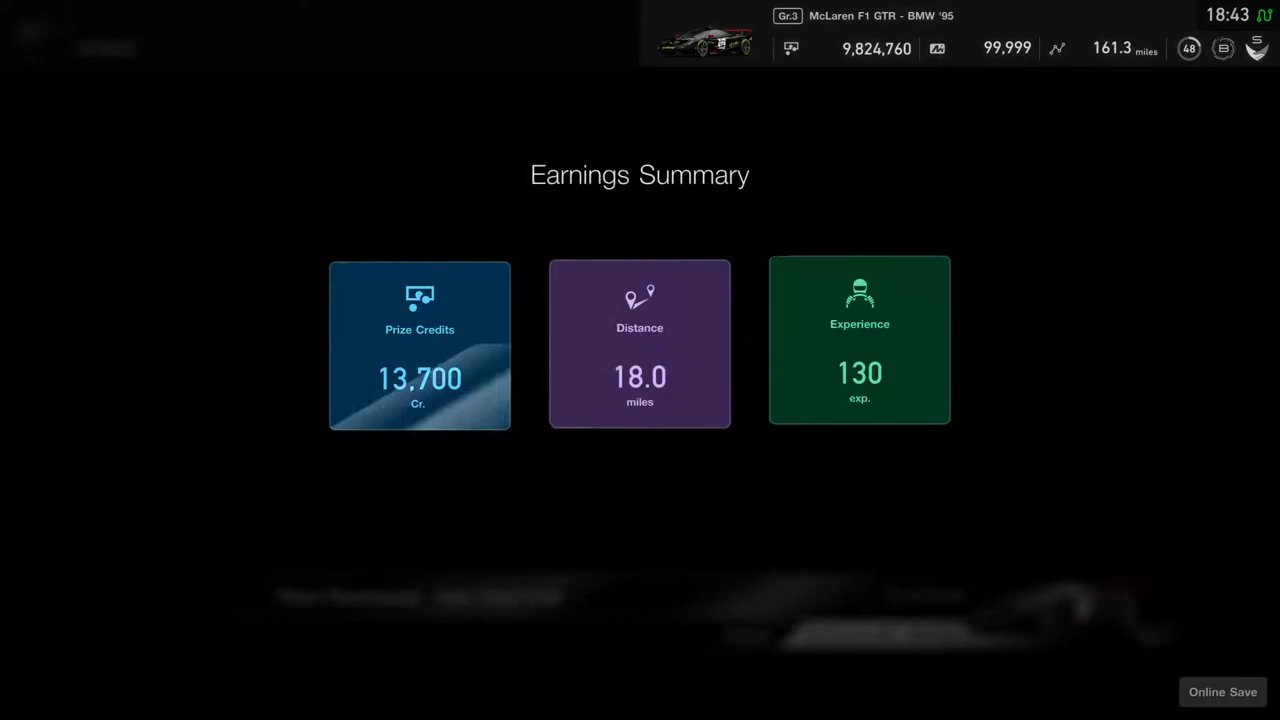 Gr.3 McLaren F1 GTR - BMW '95
18:43
9,824,760
99,999
161.3 miles
48
B
S
Earnings Summary
Prize Credits
13,700
Cr.
Distance
18.0
miles
Experience
130
exp.
Online Save